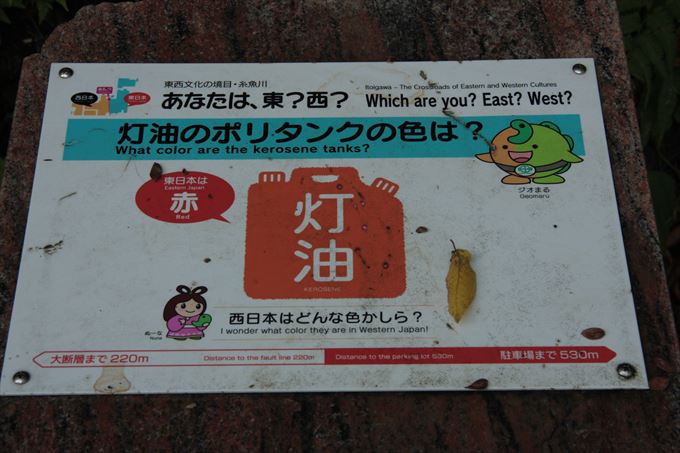 東西文化の境目・糸魚川
Itoigawa – The Crossroads of Eastern and Western Cultures
西日本
東日本
あなたは、東？西？ Which are you? East? West?
灯油のポリタンクの色は？
What color are the kerosene tanks?
東日本は
Eastern Japan
赤
Red
灯油
KEROSENE
ジオまる
Geomaru
ぬーな
Nuna
西日本はどんな色かしら？
I wonder what color they are in Western Japan!
大断層まで 220m
Distance to the fault line 220m
Distance to the parking lot 530m
駐車場まで 530m